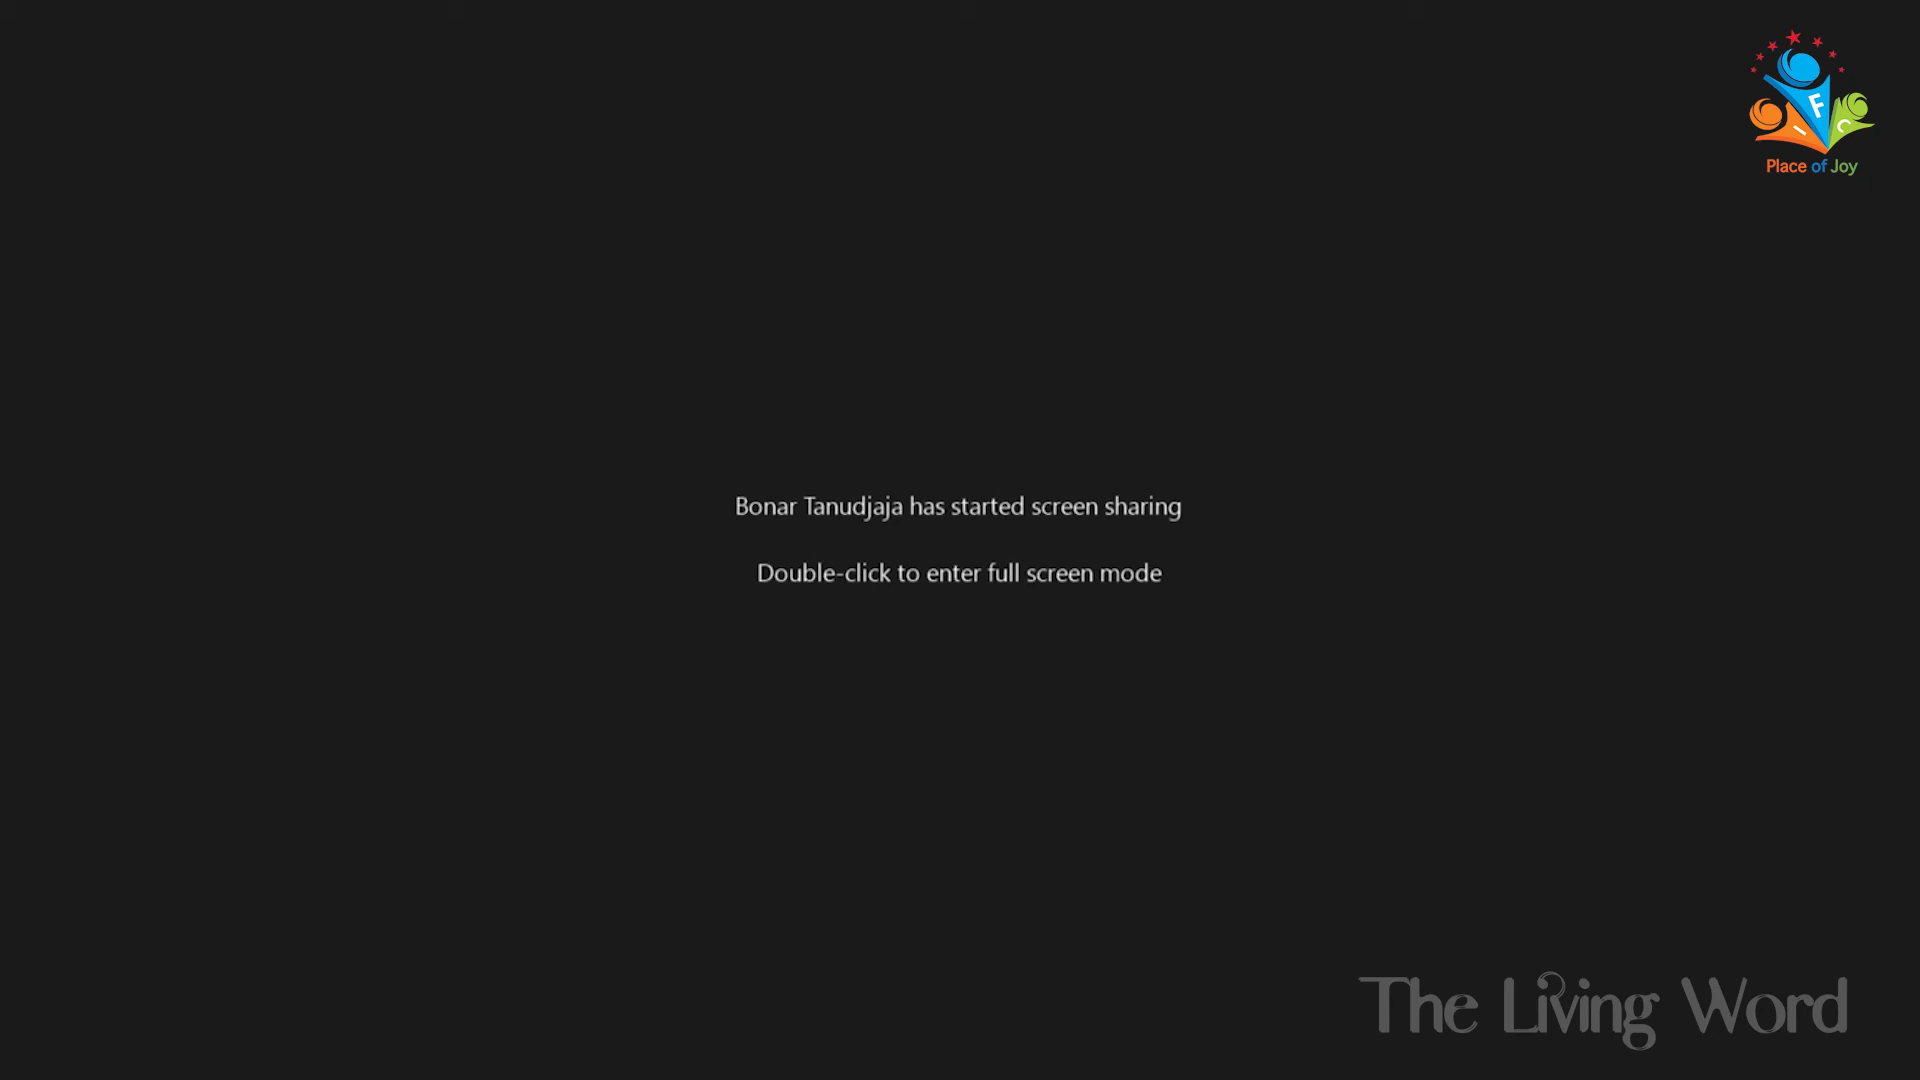 I F C
Place of Joy
Bonar Tanudjaja has started screen sharing
Double-click to enter full screen mode
The Living Word